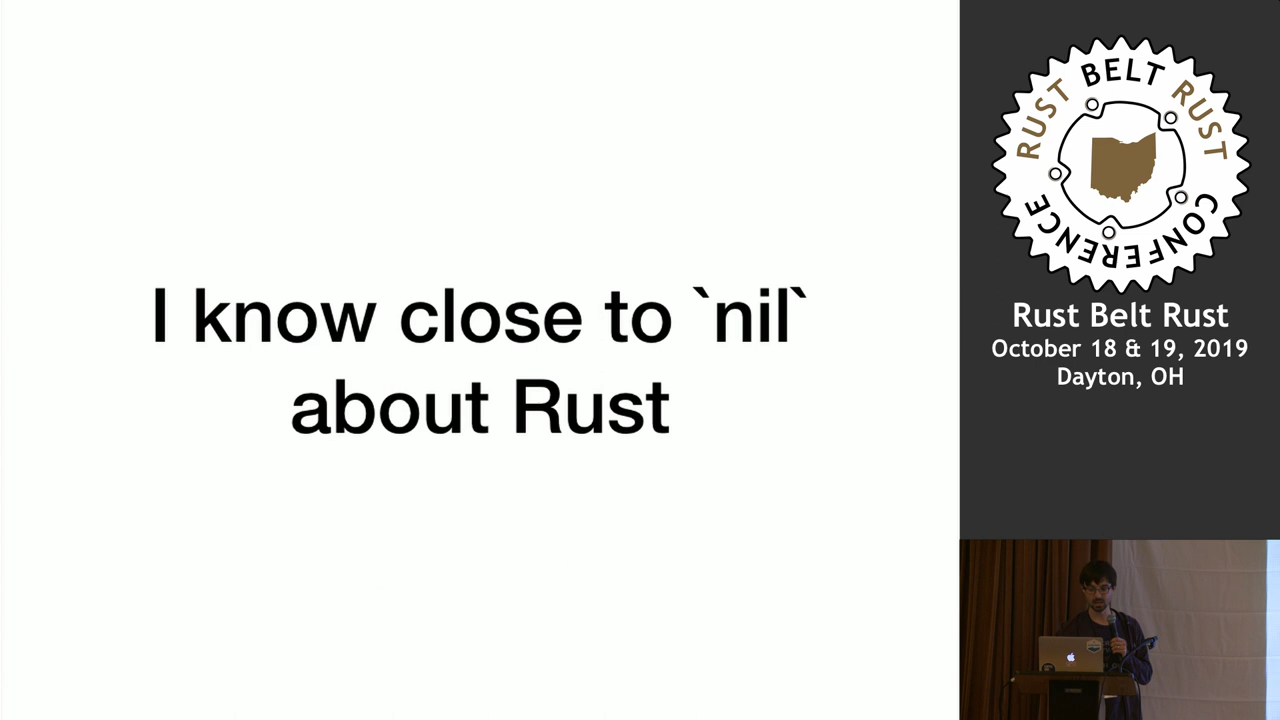 I know close to `nil`
about Rust
RUST BELT RUST
CONFERENCE
Rust Belt Rust
October 18 & 19, 2019
Dayton, OH